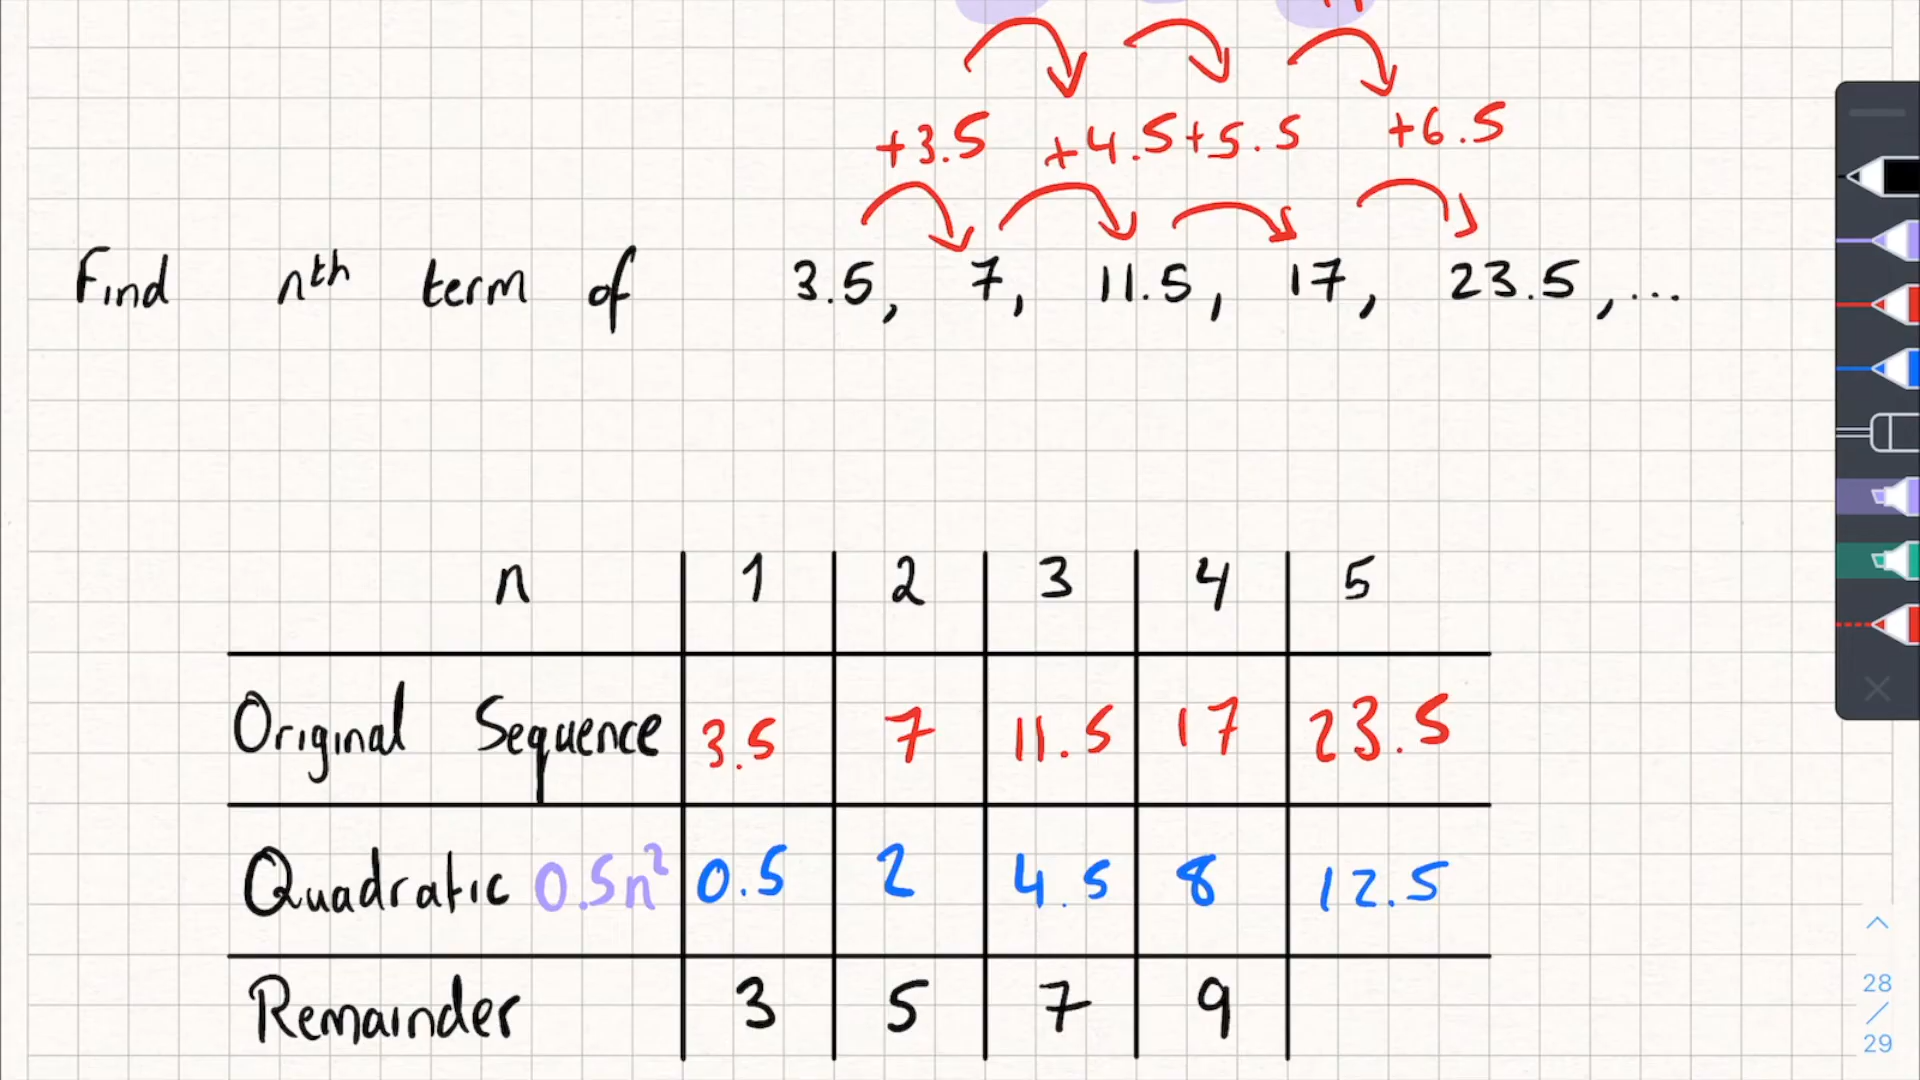 +3.5 +4.5 +5.5 +6.5
Find nth term of 3.5, 7, 11.5, 17, 23.5, ...
n 1 2 3 4 5
Original Sequence 3.5 7 11.5 17 23.5
Quadratic 0.5n² 0.5 2 4.5 8 12.5
Remainder 3 5 7 9
28
/
29